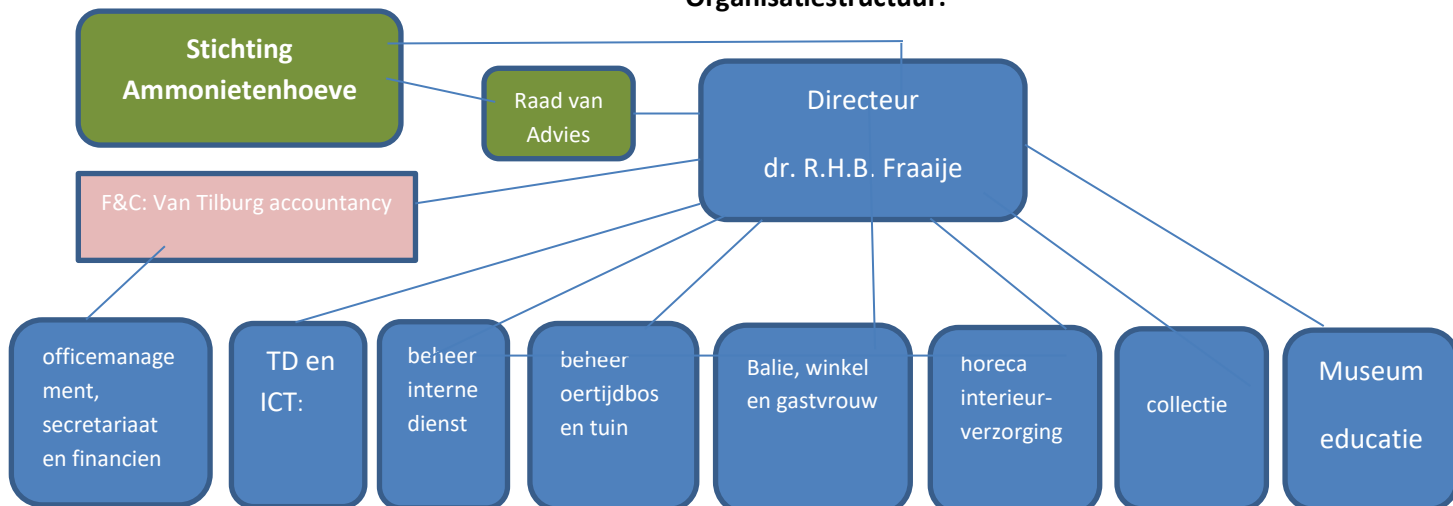 Organisatiestructuur:
Stichting
Ammonietenhoeve
Raad van
Advies
Directeur
dr. R.H.B. Fraaije
F&C: Van Tilburg accountancy
officemanage
ment,
secretariaat
en financien
TD en
ICT:
beheer
interne
dienst
beheer
oertijdbos
en tuin
Balie, winkel
en gastvrouw
horeca
interieur-
verzorging
collectie
Museum
educatie